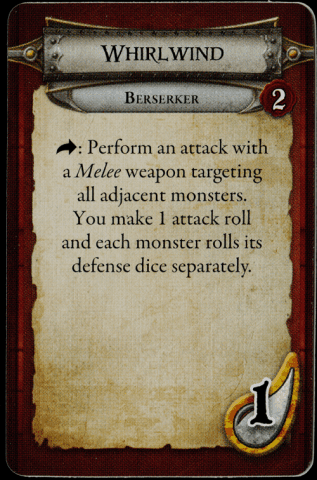 Whirlwind
Berserker
2
: Perform an attack with
a Melee weapon targeting
all adjacent monsters.
You make 1 attack roll
and each monster rolls its
defense dice separately.
1